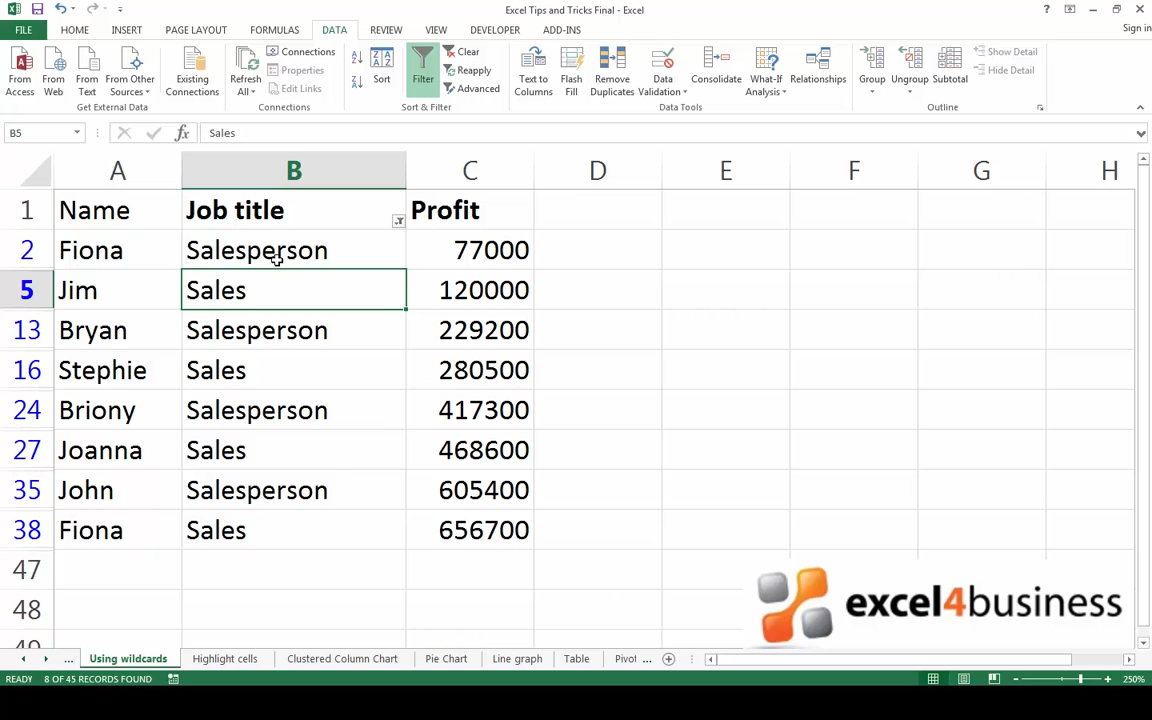 Excel Tips and Tricks Final - Excel
?
FILE HOME INSERT PAGE LAYOUT FORMULAS DATA REVIEW VIEW DEVELOPER ADD-INS Sign in
From Access
From Web
From Text
From Other Sources
Existing Connections
Get External Data
Refresh All
Connections
Properties
Edit Links
Connections
Sort
Filter
Clear
Reapply
Advanced
Sort & Filter
Text to Columns
Flash Fill
Remove Duplicates
Data Validation
Consolidate
What-If Analysis
Relationships
Data Tools
Group
Ungroup
Subtotal
Show Detail
Hide Detail
Outline
B5 fx Sales
A B C D E F G H
1 Name Job title Profit
2 Fiona Salesperson 77000
5 Jim Sales 120000
13 Bryan Salesperson 229200
16 Stephie Sales 280500
24 Briony Salesperson 417300
27 Joanna Sales 468600
35 John Salesperson 605400
38 Fiona Sales 656700
47
48
49
excel4business
... Using wildcards Highlight cells Clustered Column Chart Pie Chart Line graph Table Pivot ...
READY 8 OF 45 RECORDS FOUND 250%